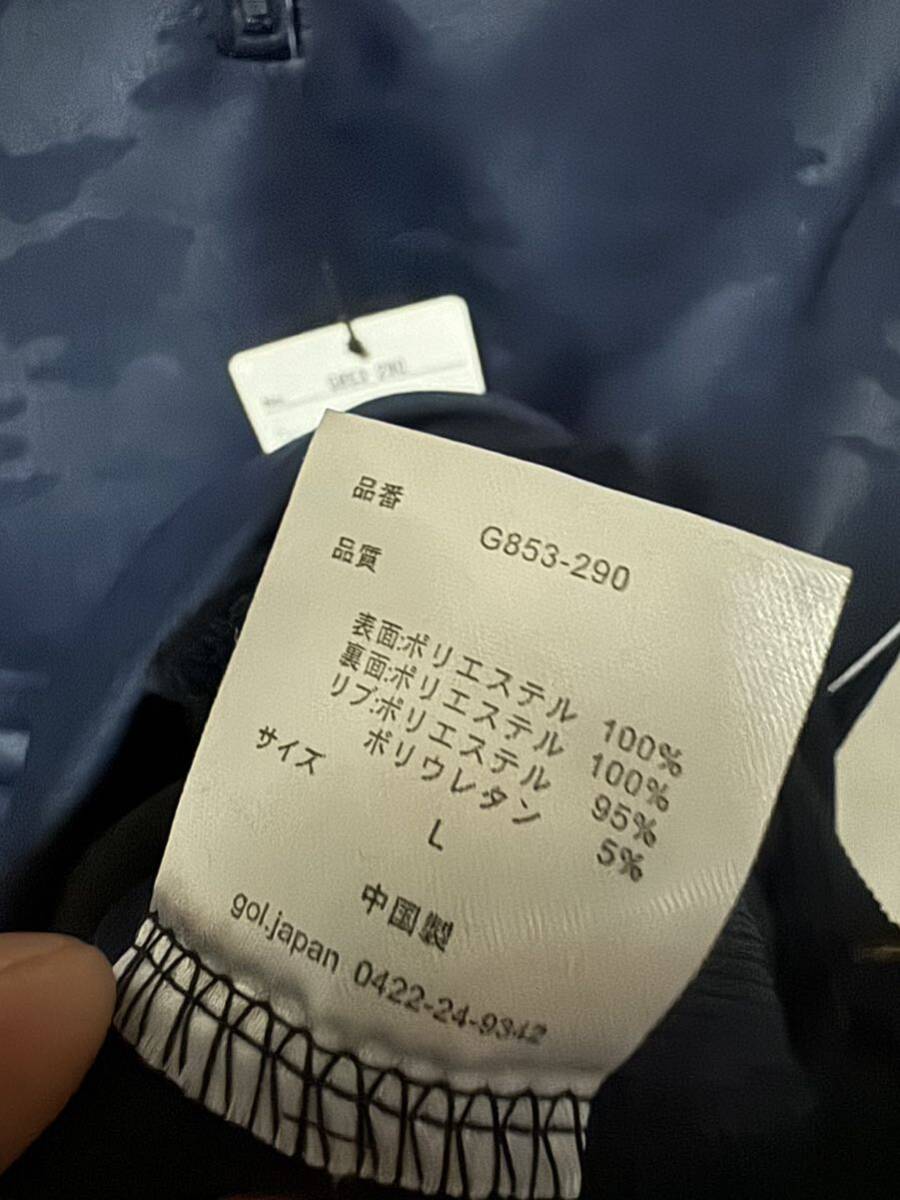 品番 G853-290
品質
表面:ポリエステル 100%
裏面:ポリエステル 100%
リブ:ポリエステル 95%
ポリウレタン 5%
サイズ L
中国製
gol.japan 0422-24-9342